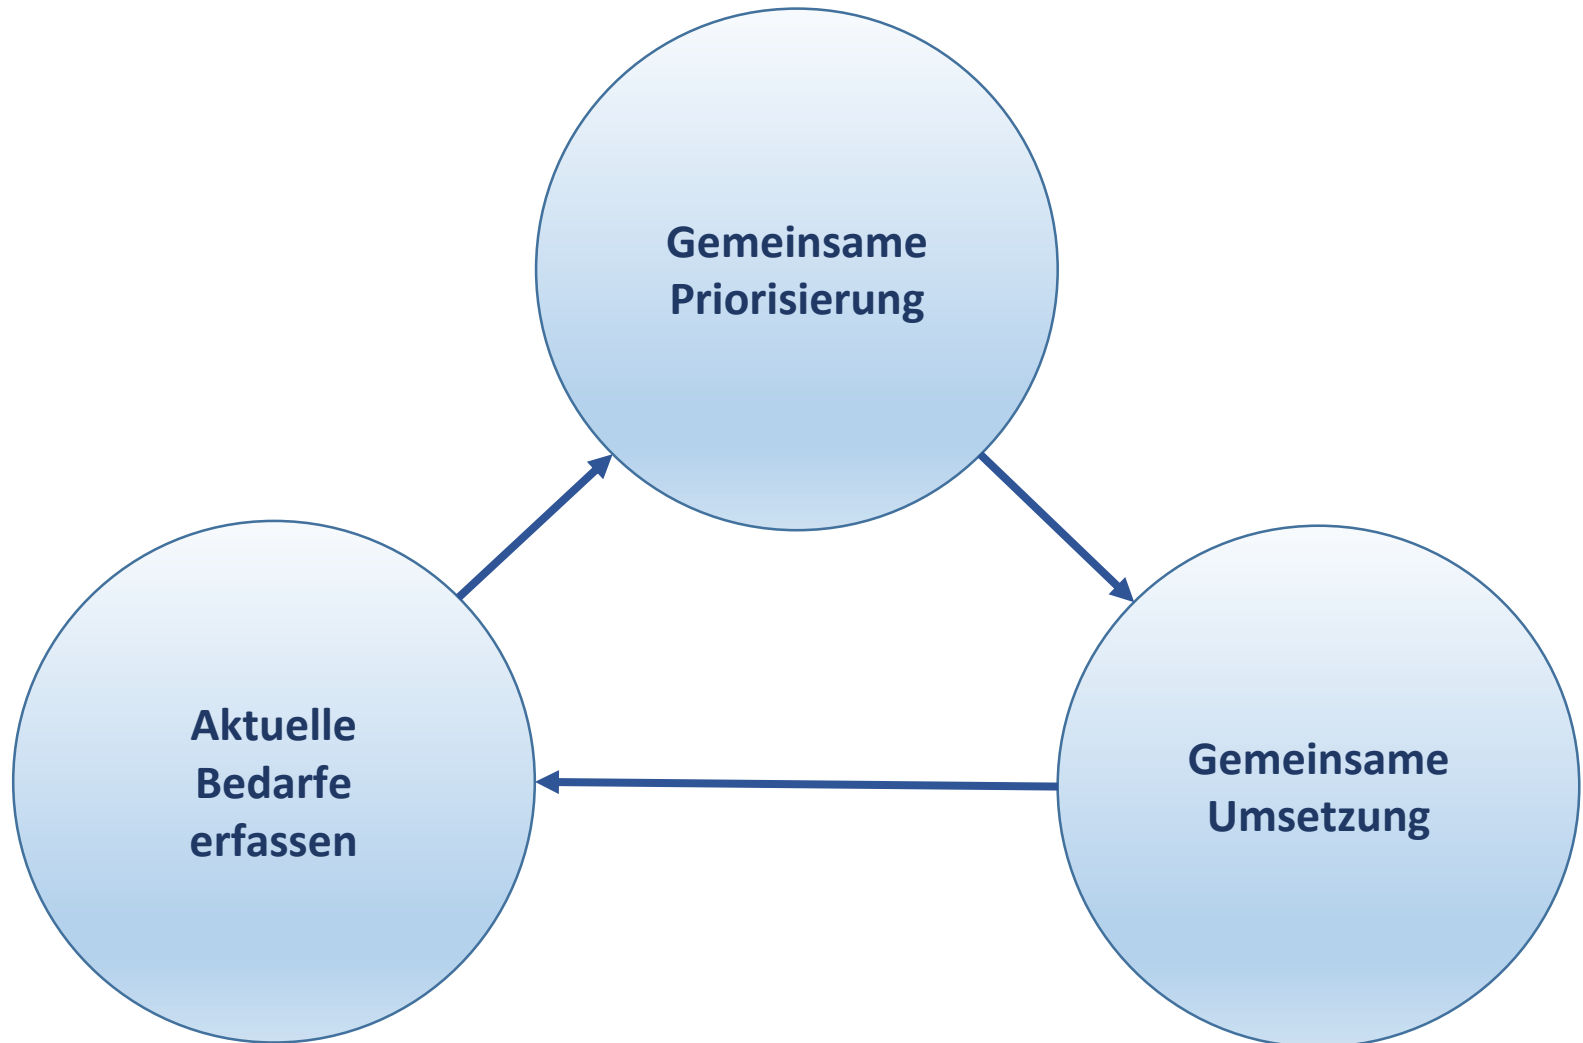 Gemeinsame
Priorisierung
Aktuelle
Bedarfe
erfassen
Gemeinsame
Umsetzung